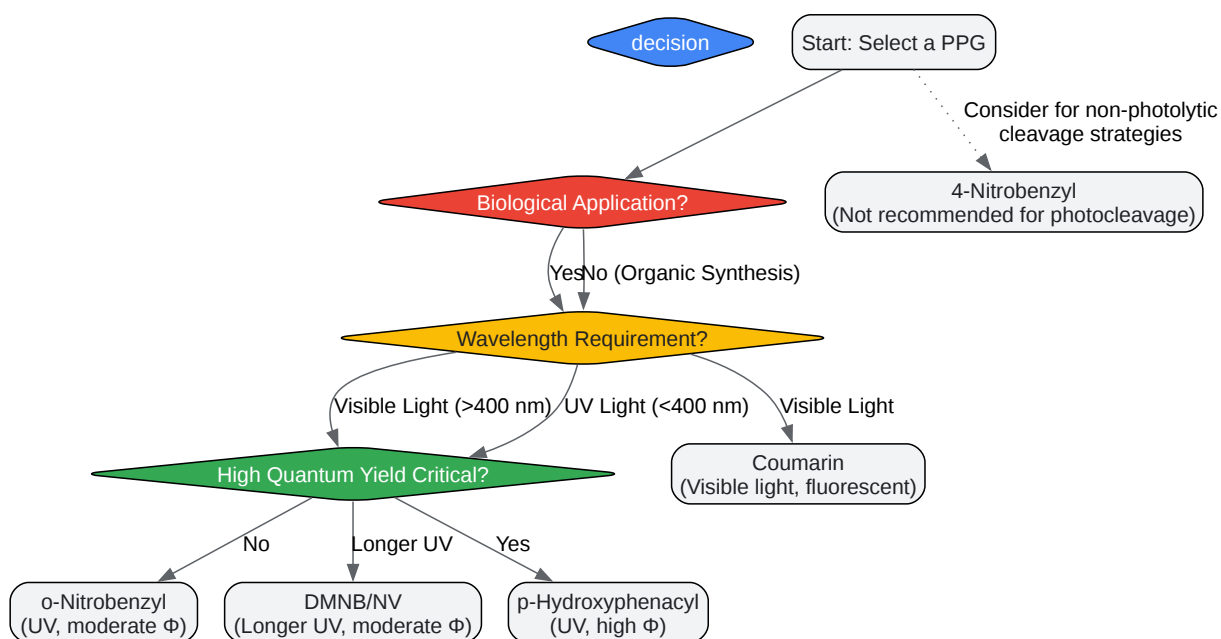 decision
Start: Select a PPG
Consider for non-photolytic
cleavage strategies
4-Nitrobenzyl
(Not recommended for photocleavage)
Biological Application?
Yes
No (Organic Synthesis)
Wavelength Requirement?
Visible Light (>400 nm)
UV Light (<400 nm)
Visible Light
High Quantum Yield Critical?
Coumarin
(Visible light, fluorescent)
No
Longer UV
Yes
o-Nitrobenzyl
(UV, moderate Φ)
DMNB/NV
(Longer UV, moderate Φ)
p-Hydroxyphenacyl
(UV, high Φ)